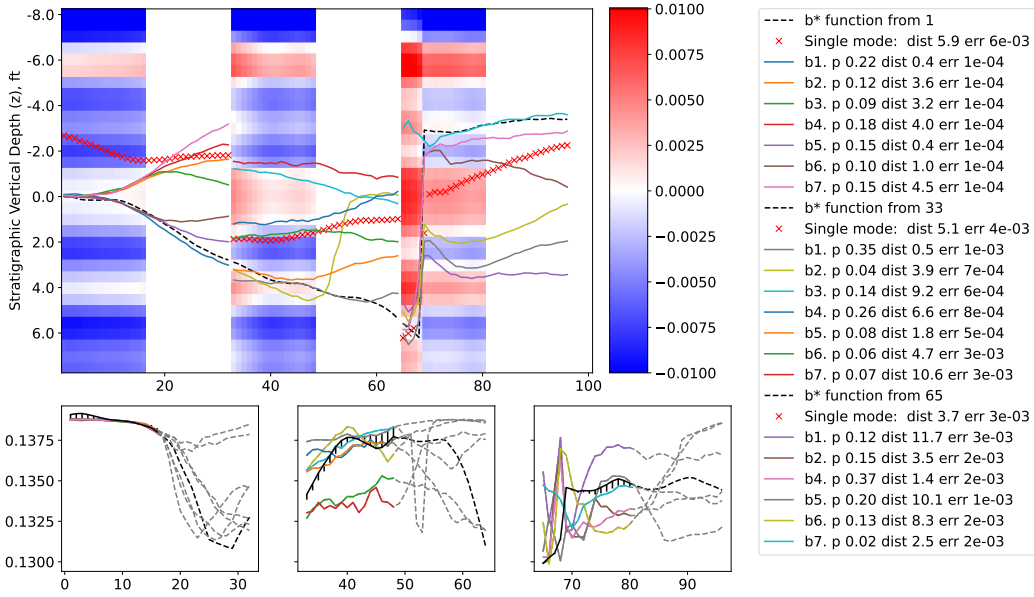 -8.0
-6.0
-4.0
-2.0
0.0
2.0
4.0
6.0
Stratigraphic Vertical Depth (z), ft
20
40
60
80
100
0.0100
0.0075
0.0050
0.0025
0.0000
−0.0025
−0.0050
−0.0075
−0.0100
0.1375
0.1350
0.1325
0.1300
0
10
20
30
40
50
60
70
80
90
b* function from 1
Single mode: dist 5.9 err 6e-03
b1. p 0.22 dist 0.4 err 1e-04
b2. p 0.12 dist 3.6 err 1e-04
b3. p 0.09 dist 3.2 err 1e-04
b4. p 0.18 dist 4.0 err 1e-04
b5. p 0.15 dist 0.4 err 1e-04
b6. p 0.10 dist 1.0 err 1e-04
b7. p 0.15 dist 4.5 err 1e-04
b* function from 33
Single mode: dist 5.1 err 4e-03
b1. p 0.35 dist 0.5 err 1e-03
b2. p 0.04 dist 3.9 err 7e-04
b3. p 0.14 dist 9.2 err 6e-04
b4. p 0.26 dist 6.6 err 8e-04
b5. p 0.08 dist 1.8 err 5e-04
b6. p 0.06 dist 4.7 err 3e-03
b7. p 0.07 dist 10.6 err 3e-03
b* function from 65
Single mode: dist 3.7 err 3e-03
b1. p 0.12 dist 11.7 err 3e-03
b2. p 0.15 dist 3.5 err 2e-03
b4. p 0.37 dist 1.4 err 2e-03
b5. p 0.20 dist 10.1 err 1e-03
b6. p 0.13 dist 8.3 err 2e-03
b7. p 0.02 dist 2.5 err 2e-03